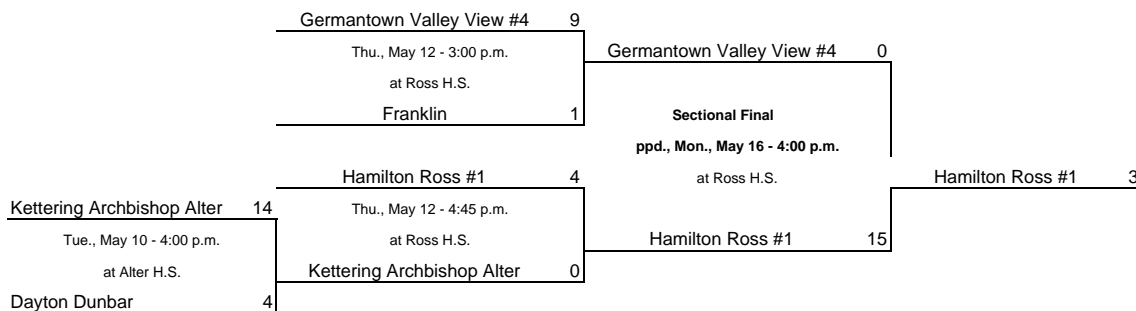 Germantown Valley View #4 9
Thu., May 12 - 3:00 p.m.
Germantown Valley View #4 0
at Ross H.S.
Franklin 1
Sectional Final
ppd., Mon., May 16 - 4:00 p.m.
Hamilton Ross #1 4
at Ross H.S.
Hamilton Ross #1 3
Kettering Archbishop Alter 14
Thu., May 12 - 4:45 p.m.
Tue., May 10 - 4:00 p.m.
at Ross H.S.
Hamilton Ross #1 15
at Alter H.S.
Kettering Archbishop Alter 0
Dayton Dunbar 4